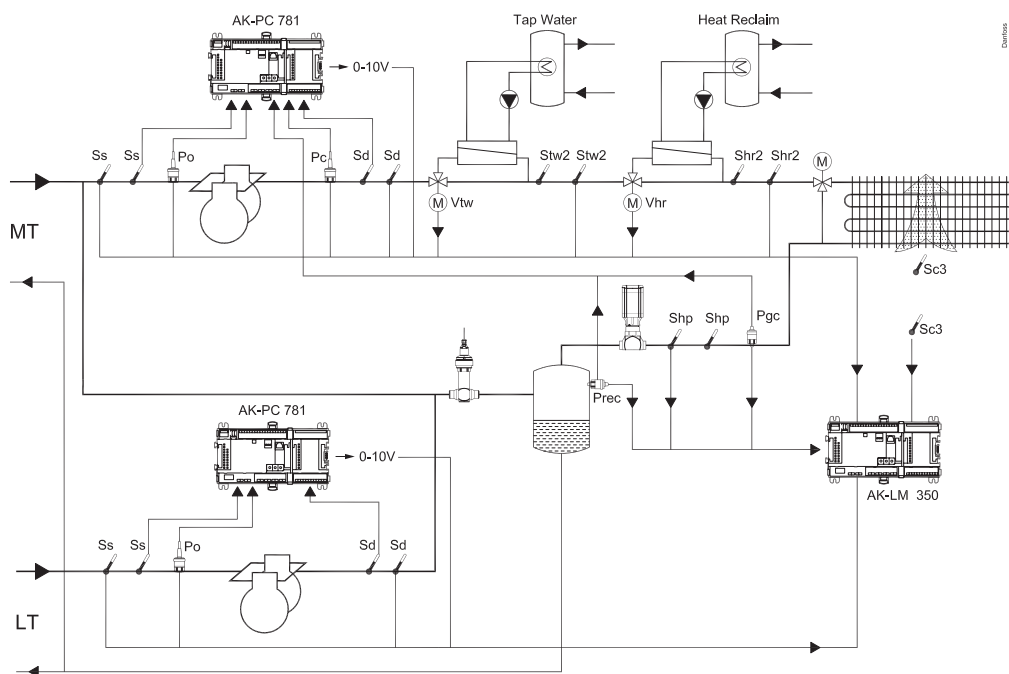 AK-PC 781
Tap Water
Heat Reclaim
Danfoss
0-10V
Ss
Ss
Po
Pc
Sd
Sd
Stw2
Stw2
Shr2
Shr2
M
M
Vtw
M
Vhr
MT
Sc3
Shp
Shp
Pgc
Sc3
Prec
AK-PC 781
0-10V
AK-LM 350
Ss
Ss
Po
Sd
Sd
LT